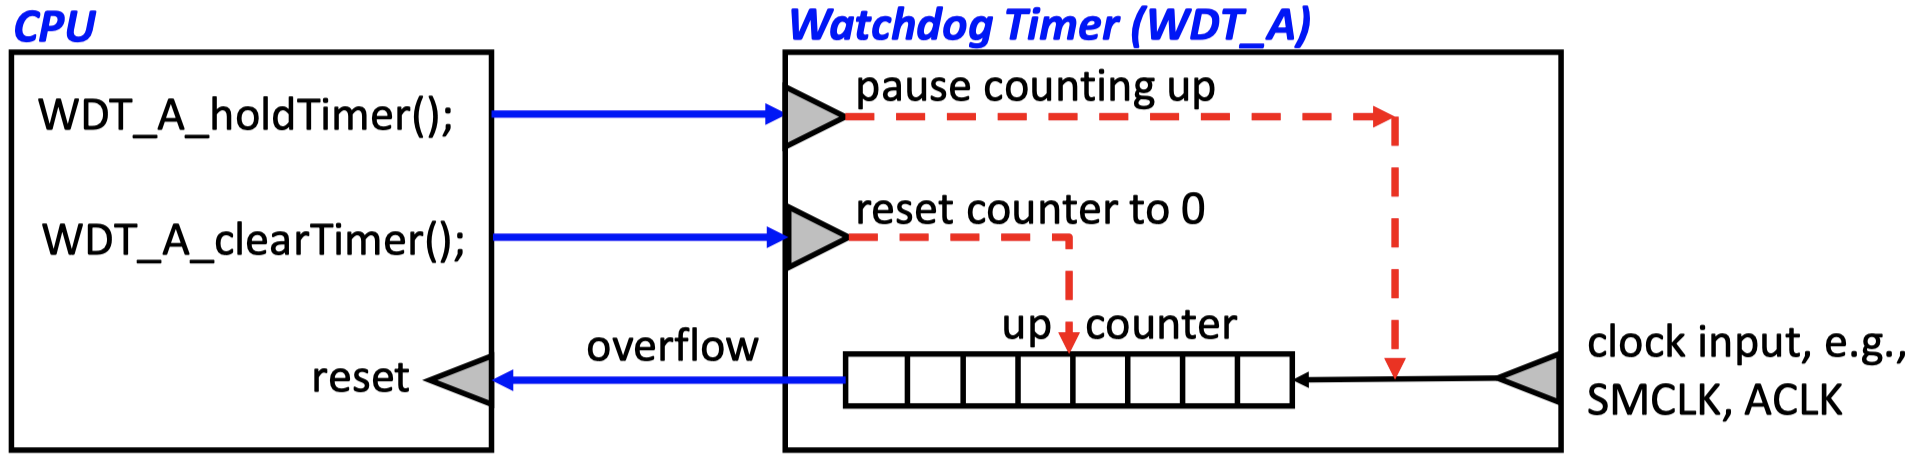 CPU
Watchdog Timer (WDT_A)
WDT_A_holdTimer();
pause counting up
WDT_A_clearTimer();
reset counter to 0
up counter
overflow
reset
clock input, e.g.,
SMCLK, ACLK